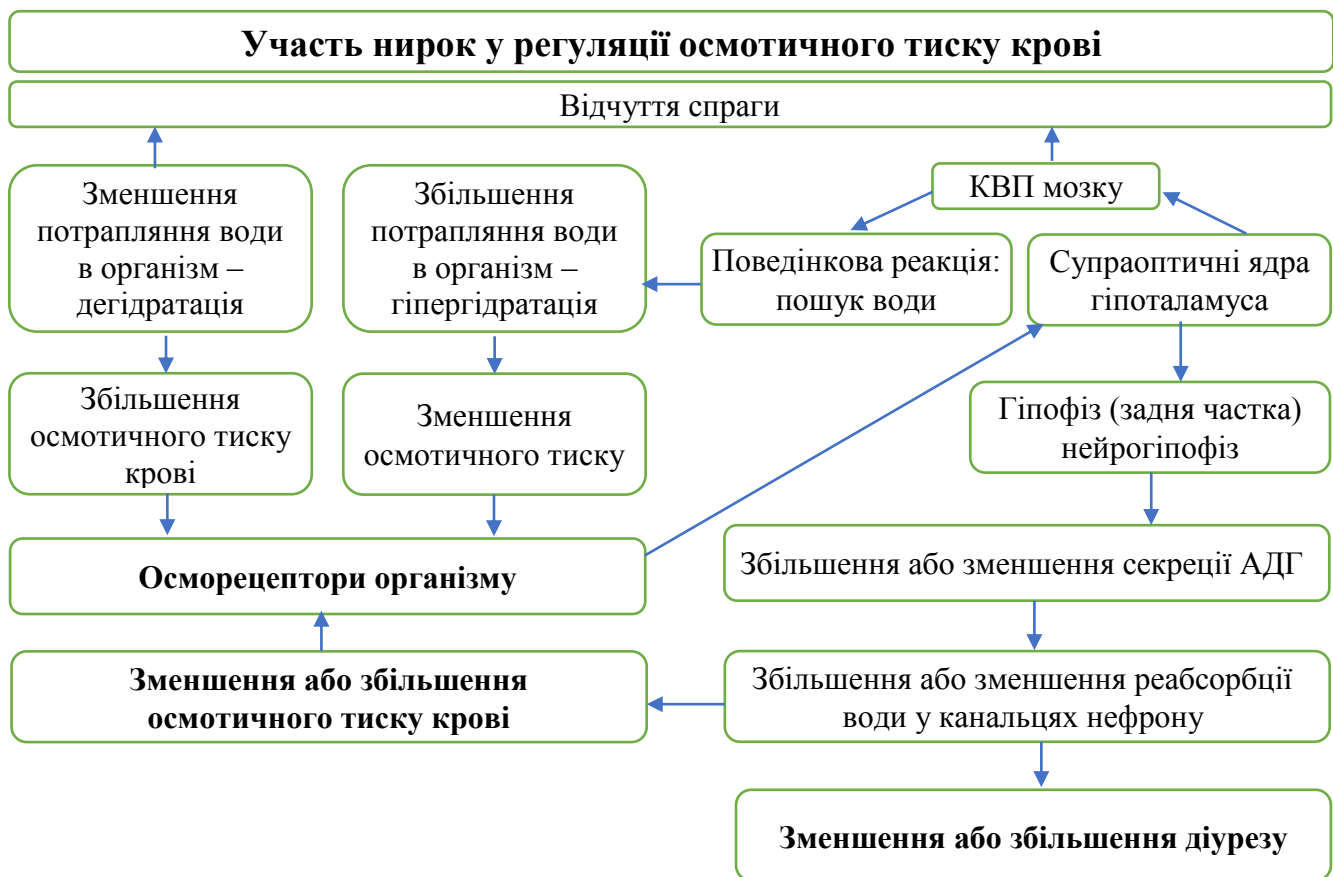 Участь нирок у регуляції осмотичного тиску крові
Відчуття спраги
Зменшення
потрапляння води
в організм –
дегідратація
Збільшення
потрапляння води
в організм –
гіпергідратація
КВП мозку
Поведінкова реакція:
пошук води
Супраоптичні ядра
гіпоталамуса
Збільшення
осмотичного тиску
крові
Зменшення
осмотичного тиску
Гіпофіз (задня частка)
нейрогіпофіз
Осморецептори організму
Збільшення або зменшення секреції АДГ
Зменшення або збільшення
осмотичного тиску крові
Збільшення або зменшення реабсорбції
води у канальцях нефрону
Зменшення або збільшення діурезу